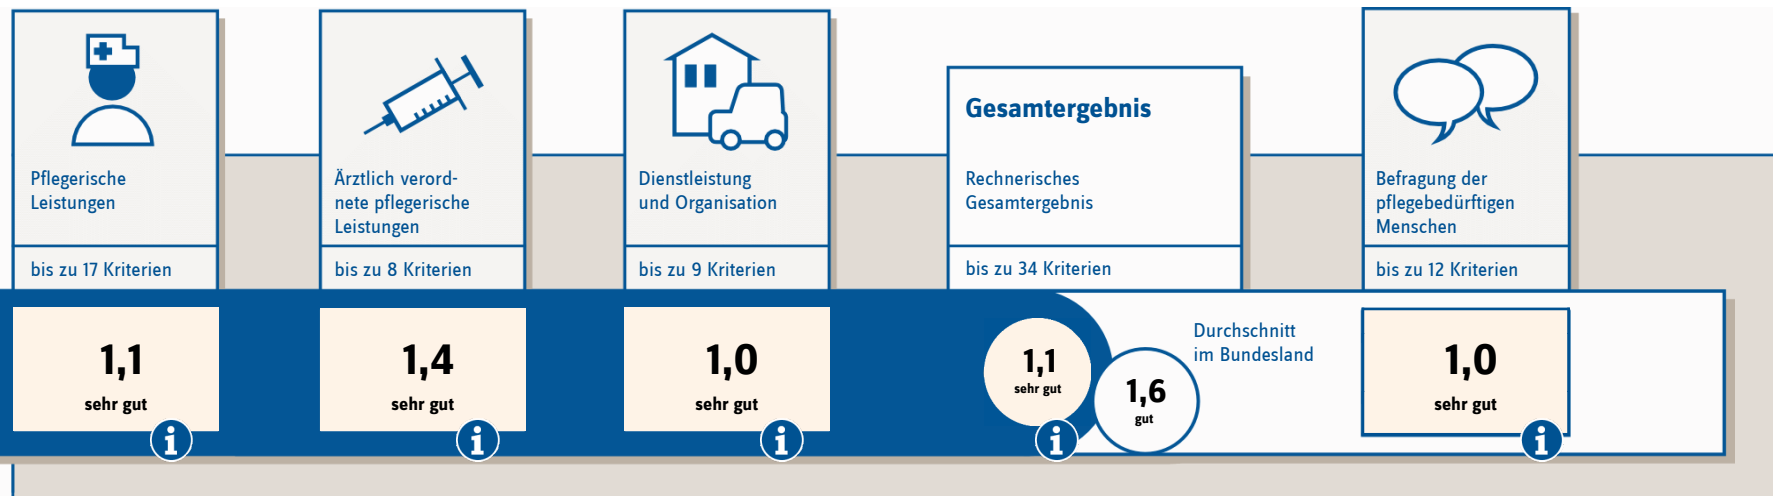 Pflegerische
Leistungen
bis zu 17 Kriterien
1,1
sehr gut
Ärztlich verord-
nete pflegerische
Leistungen
bis zu 8 Kriterien
1,4
sehr gut
Dienstleistung
und Organisation
bis zu 9 Kriterien
1,0
sehr gut
Gesamtergebnis
Rechnerisches
Gesamtergebnis
bis zu 34 Kriterien
1,1
sehr gut
1,6
gut
Durchschnitt
im Bundesland
Befragung der
pflegebedürftigen
Menschen
bis zu 12 Kriterien
1,0
sehr gut